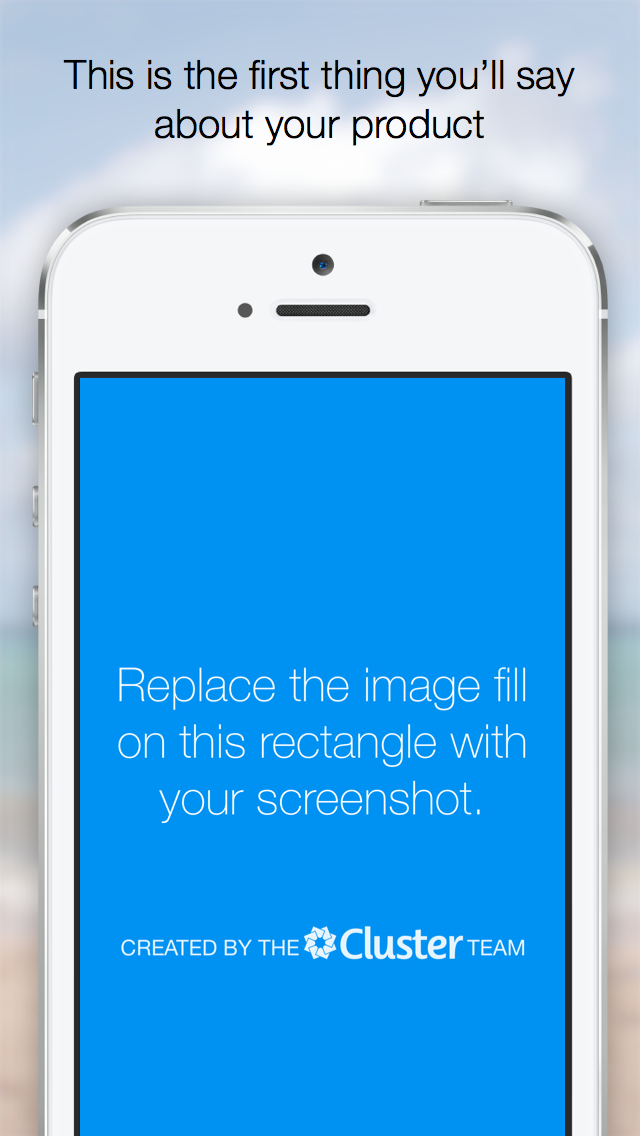 This is the first thing you’ll say
about your product
Replace the image fill
on this rectangle with
your screenshot.
CREATED BY THE Cluster TEAM